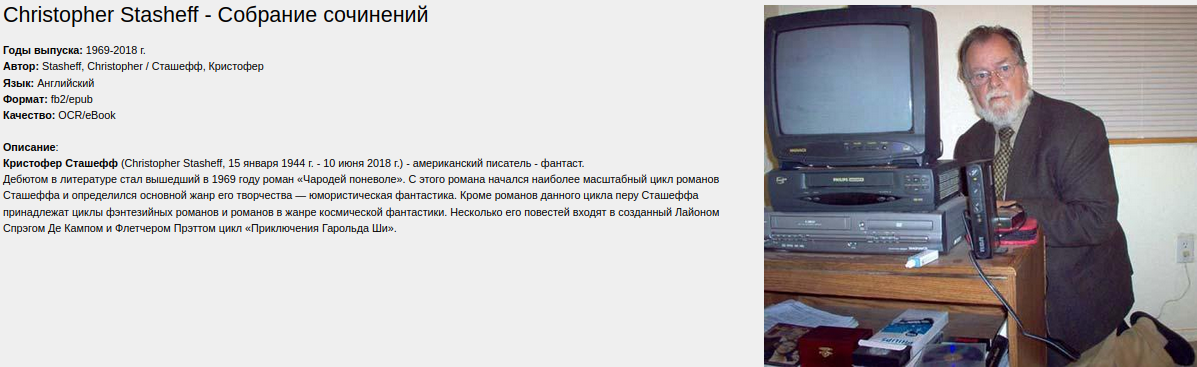 Christopher Stasheff - Собрание сочинений
Годы выпуска: 1969-2018 г.
Автор: Stasheff, Christopher / Сташефф, Кристофер
Язык: Английский
Формат: fb2/epub
Качество: OCR/eBook
Описание:
Кристофер Сташефф (Christopher Stasheff, 15 января 1944 г. - 10 июня 2018 г.) - американский писатель - фантаст.
Дебютом в литературе стал вышедший в 1969 году роман «Чародей поневоле». С этого романа начался наиболее масштабный цикл романов
Сташеффа и определился основной жанр его творчества — юмористическая фантастика. Кроме романов данного цикла перу Сташеффа
принадлежат циклы фэнтезийных романов и романов в жанре космической фантастики. Несколько его повестей входят в созданный Лайоном
Спрэгом Де Кампом и Флетчером Прэттом цикл «Приключения Гарольда Ши».
PHILIPS
RCA
PHILIPS